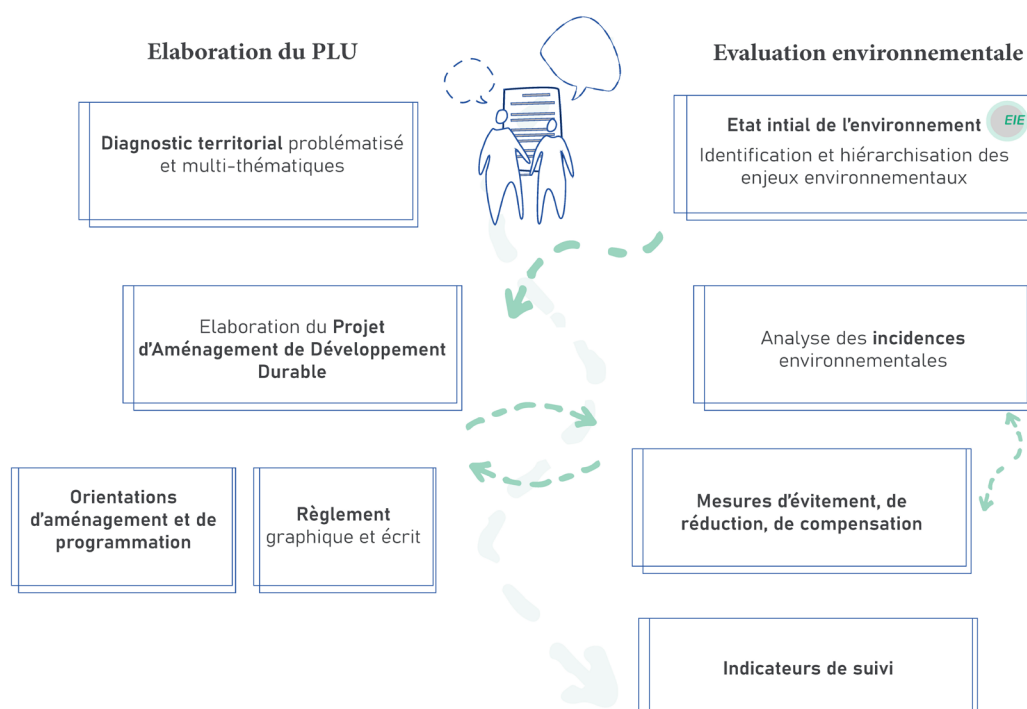 Elaboration du PLU
Diagnostic territorial problématisé
et multi-thématiques
Elaboration du Projet
d'Aménagement de Développement
Durable
Orientations
d'aménagement et de
programmation
Règlement
graphique et écrit
Evaluation environnementale
Etat intial de l'environnement
EIE
Identification et hiérarchisation des
enjeux environnementaux
Analyse des incidences
environnementales
Mesures d'évitement, de
réduction, de compensation
Indicateurs de suivi